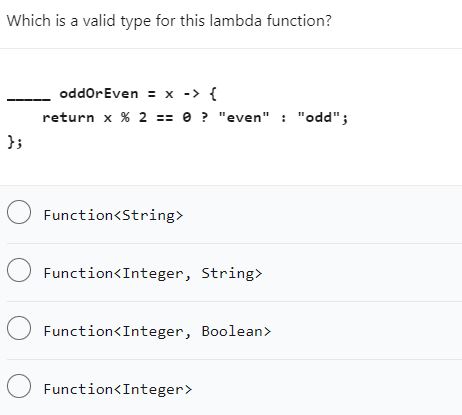 Which is a valid type for this lambda function?
_____ oddOrEven = x -> {
return x % 2 == 0 ? "even" : "odd";
};
Function<String>
Function<Integer, String>
Function<Integer, Boolean>
Function<Integer>